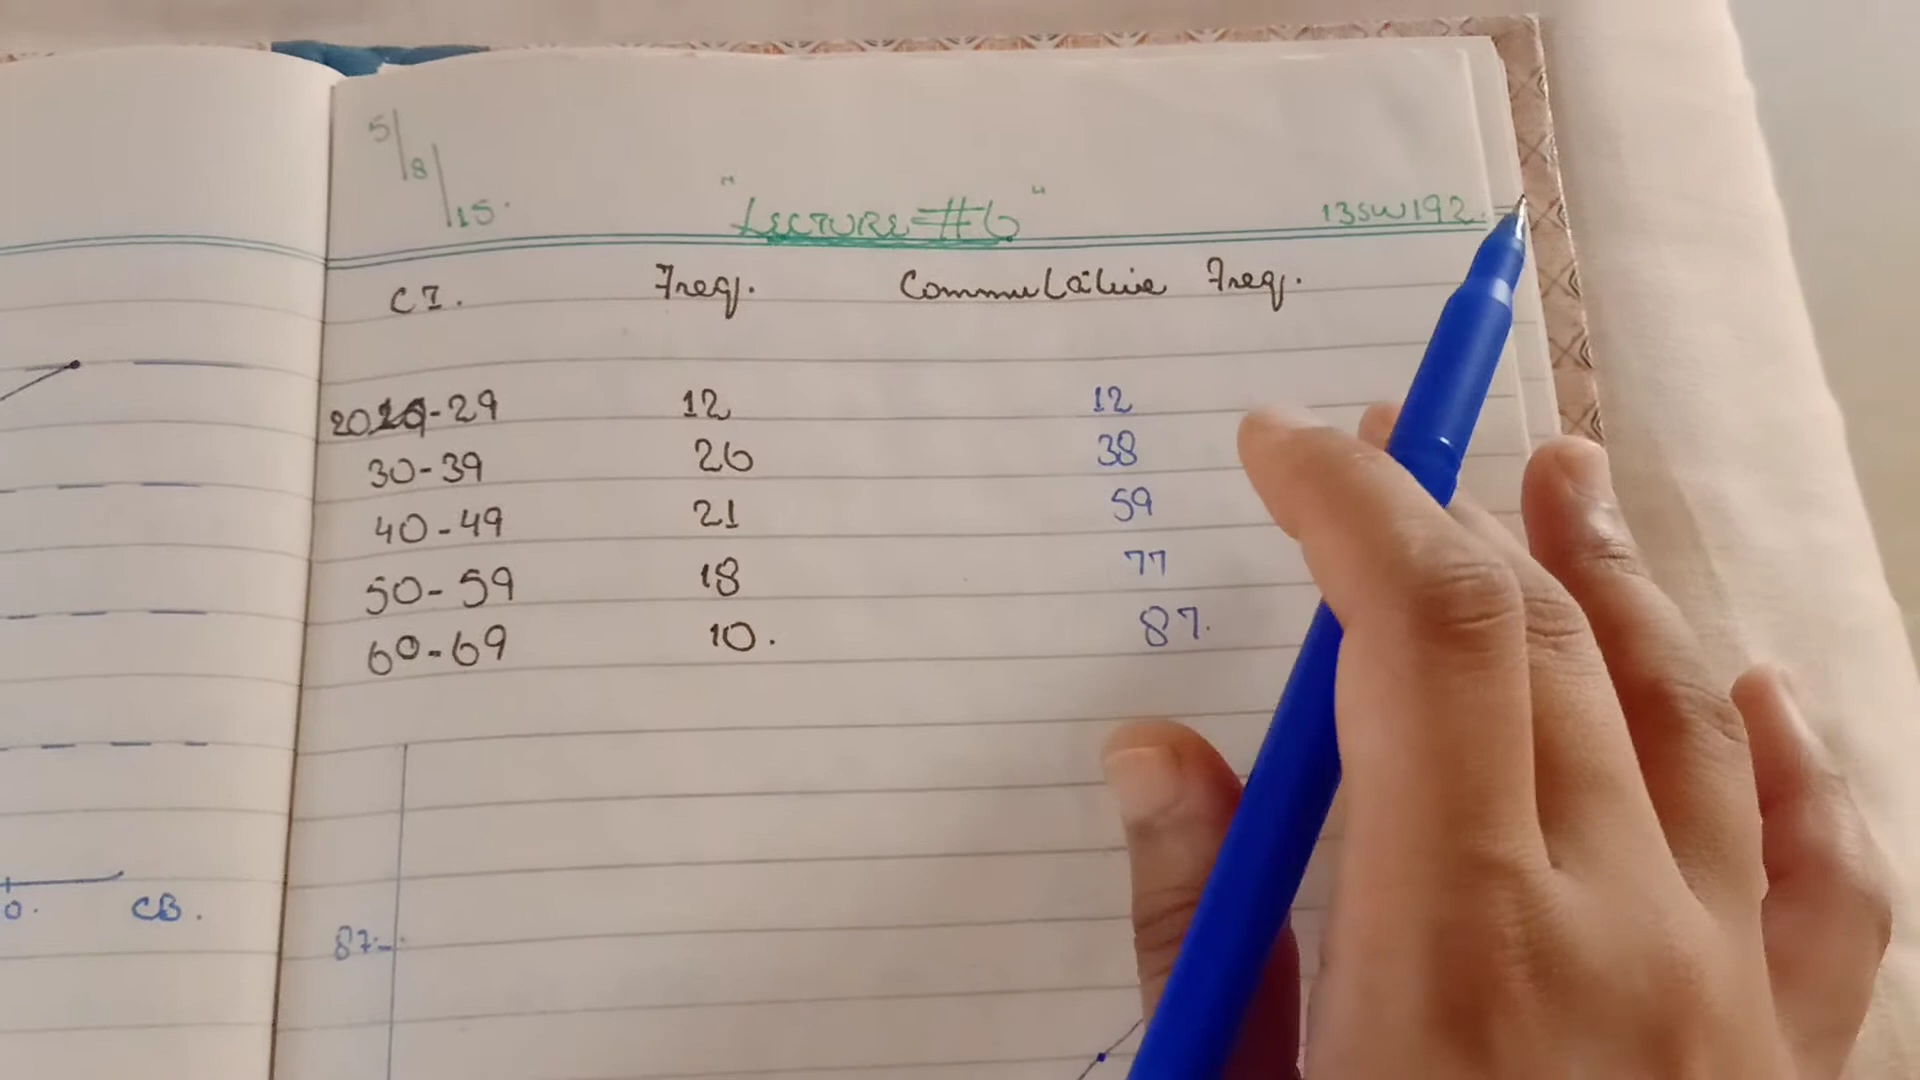 5/8/15.
"LECTURE #6"
13SW192.
CI. Freq. Commulative Freq.
20-29 12 12
30-39 26 38
40-49 21 59
50-59 18 77
60-69 10. 87.
0. CB.
87.-